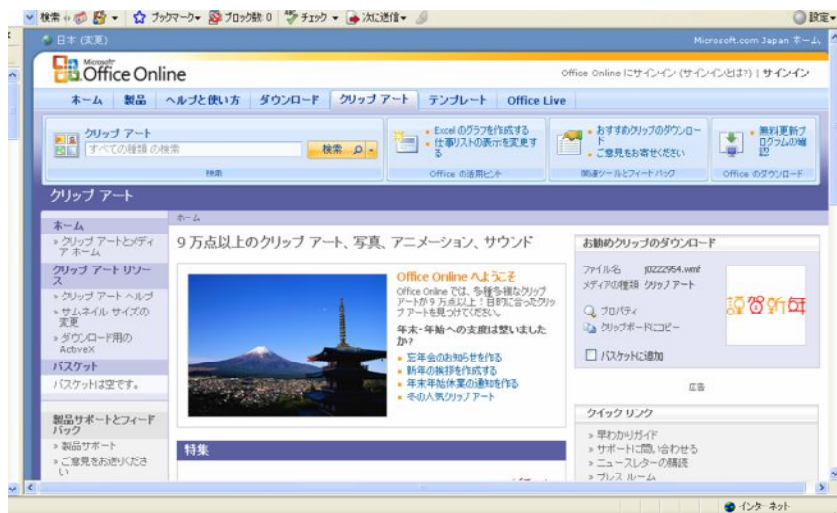 検索
ブックマーク
ブロック数: 0
チェック
次に送信
設定
日本 (変更)
Microsoft.com Japan ホーム
Microsoft
Office Online
Office Online にサインイン (サインインとは?) | サインイン
ホーム 製品 ヘルプと使い方 ダウンロード クリップ アート テンプレート Office Live
クリップ アート
すべての種類 の検索
検索
検索
Excel のグラフを作成する
仕事リストの表示を変更す
る
Office の活用ヒント
おすすめクリップのダウンロー
ド
ご意見をお寄せください
関連ツールとフィードバック
無料更新プ
ログラムの確
認
Office のダウンロード
クリップ アート
ホーム
» クリップ アートとメディ
ア ホーム
クリップ アート リソー
ス
» クリップ アート ヘルプ
» サムネイル サイズの
変更
» ダウンロード用の
ActiveX
バスケット
バスケットは空です。
製品サポートとフィード
バック
» 製品サポート
» ご意見をお送りくださ
い
ホーム
9 万点以上のクリップ アート、写真、アニメーション、サウンド
Office Online へようこそ
Office Online では、多種多様なクリップ
アートが 9 万点以上！目的に合ったクリッ
プ アートを見つけてください。
年末・年始への支度は整いました
か?
忘年会のお知らせを作る
新年の挨拶を作成する
年末年始休業の通知を作る
冬の人気クリップ アート
特集
お勧めクリップのダウンロード
ファイル名 j0222954.wmf
メディアの種類 クリップ アート
プロパティ
クリップボードにコピー
バスケットに追加
謹賀新年
広告
クイック リンク
» 早わかりガイド
» サポートに問い合わせる
» ニュースレターの購読
» プレス ルーム
インターネット